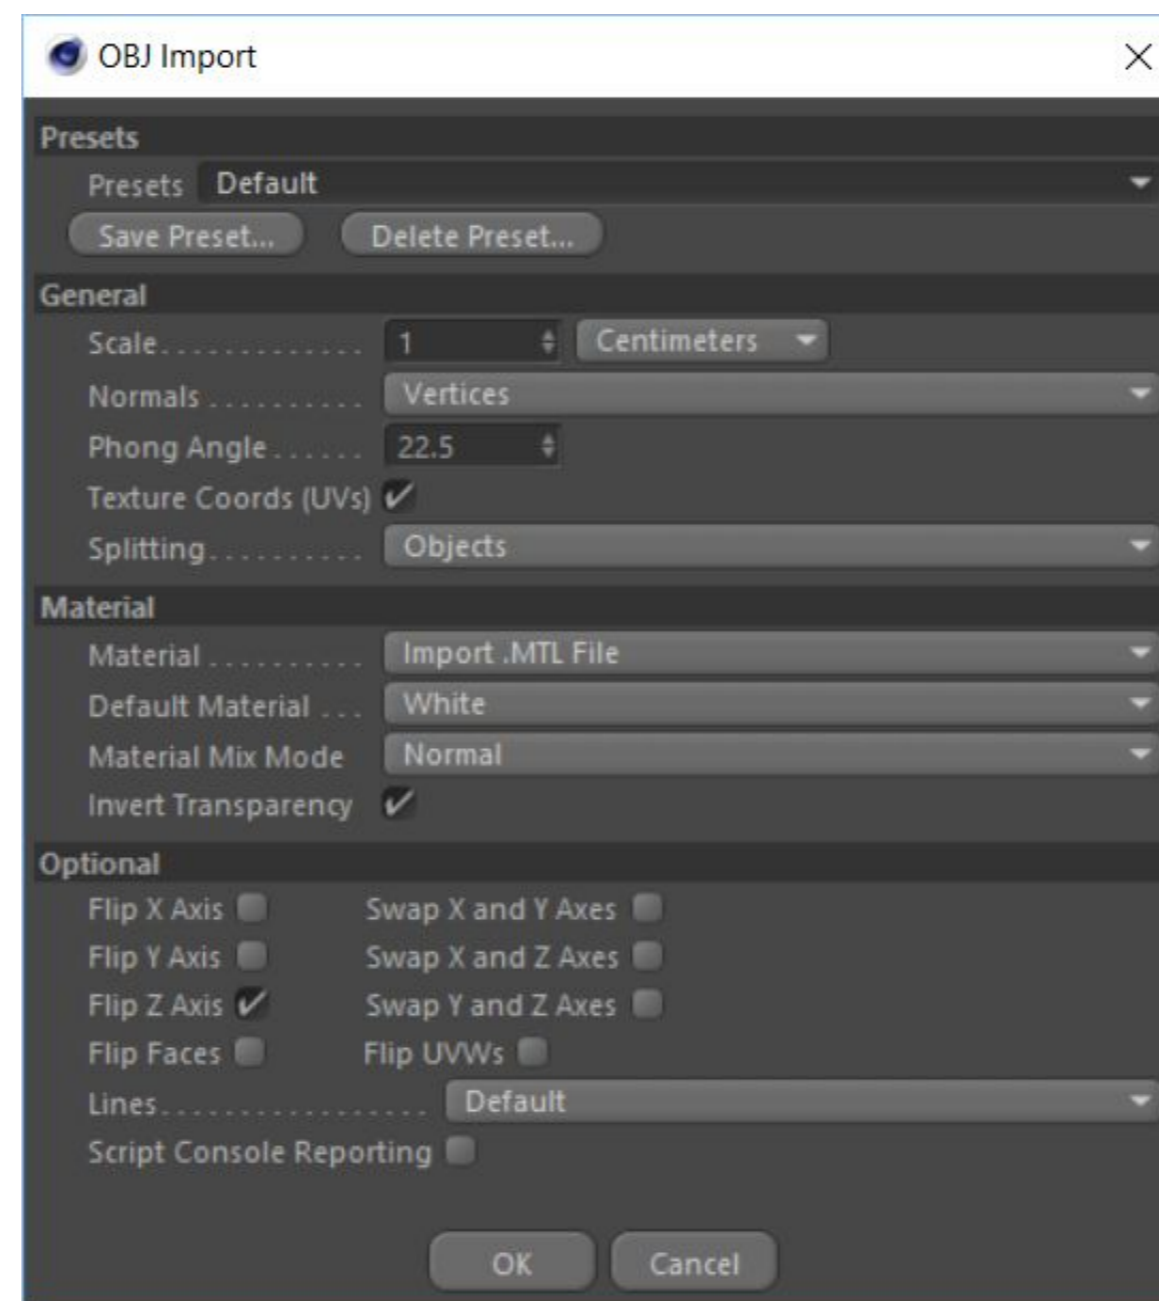 OBJ Import
Presets
Presets Default
Save Preset... Delete Preset...
General
Scale............. 1 Centimeters
Normals .......... Vertices
Phong Angle...... 22.5
Texture Coords (UVs)
Splitting.......... Objects
Material
Material .......... Import .MTL File
Default Material ... White
Material Mix Mode Normal
Invert Transparency
Optional
Flip X Axis Swap X and Y Axes
Flip Y Axis Swap X and Z Axes
Flip Z Axis Swap Y and Z Axes
Flip Faces Flip UVWs
Lines.................. Default
Script Console Reporting
OK Cancel